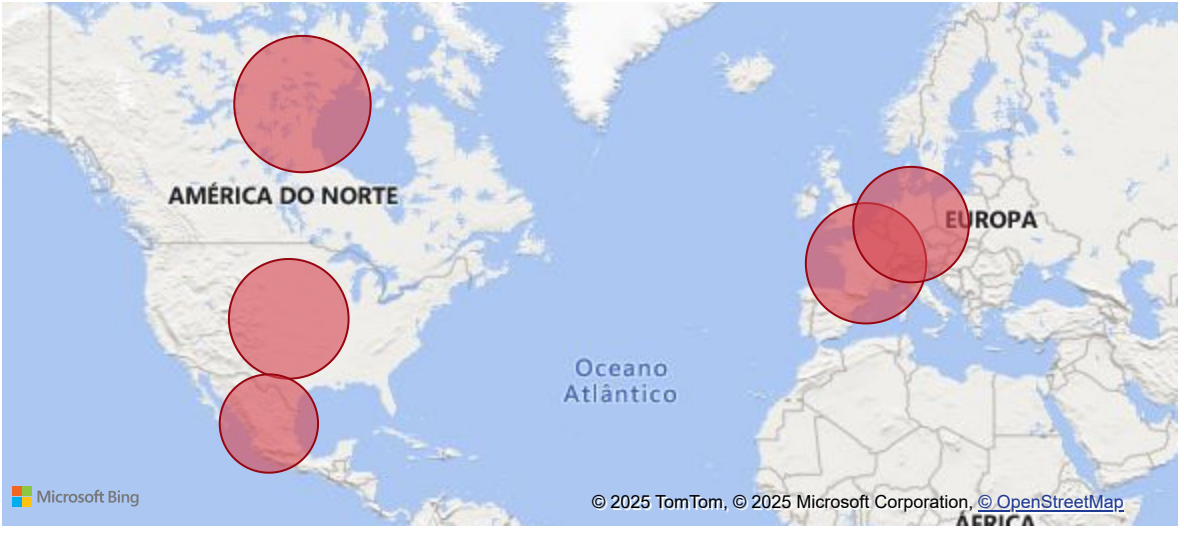 AMÉRICA DO NORTE
EUROPA
Oceano
Atlântico
Microsoft Bing
© 2025 TomTom, © 2025 Microsoft Corporation, © OpenStreetMap
ÁFRICA